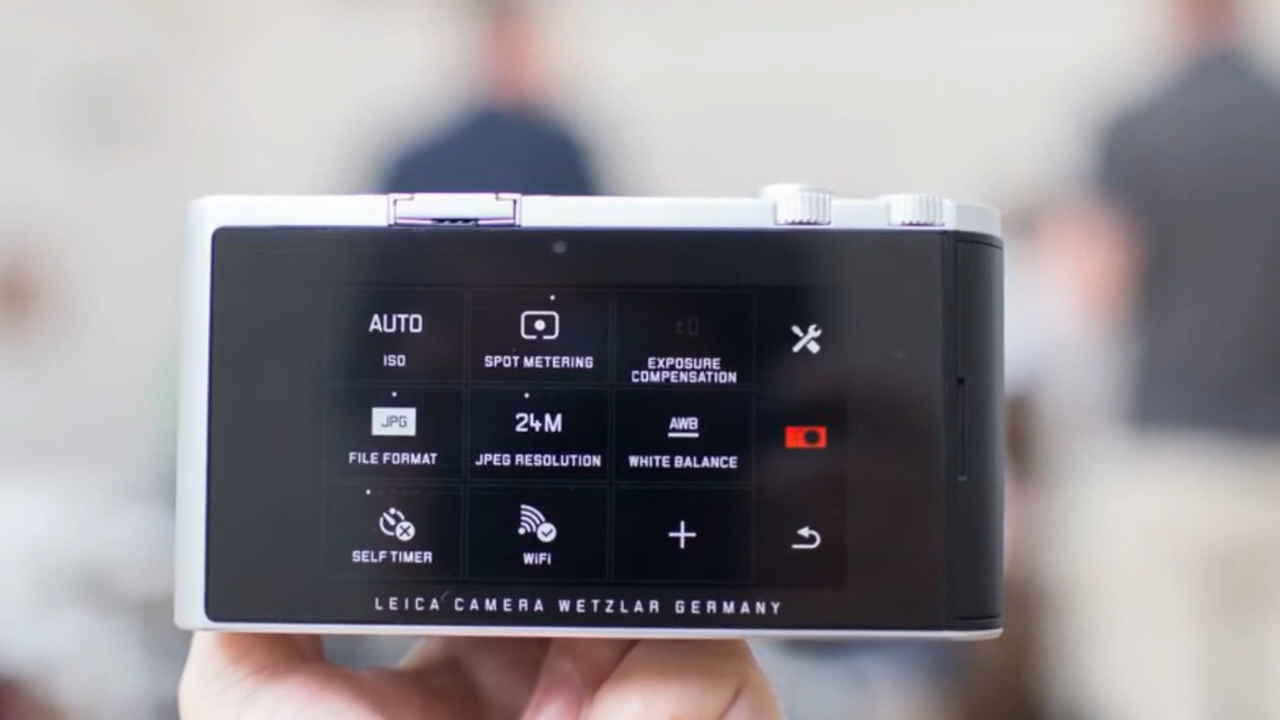 AUTO
ISO
SPOT METERING
±0
EXPOSURE
COMPENSATION
JPG
FILE FORMAT
24M
JPEG RESOLUTION
AWB
WHITE BALANCE
SELF TIMER
WiFi
LEICA CAMERA WETZLAR GERMANY